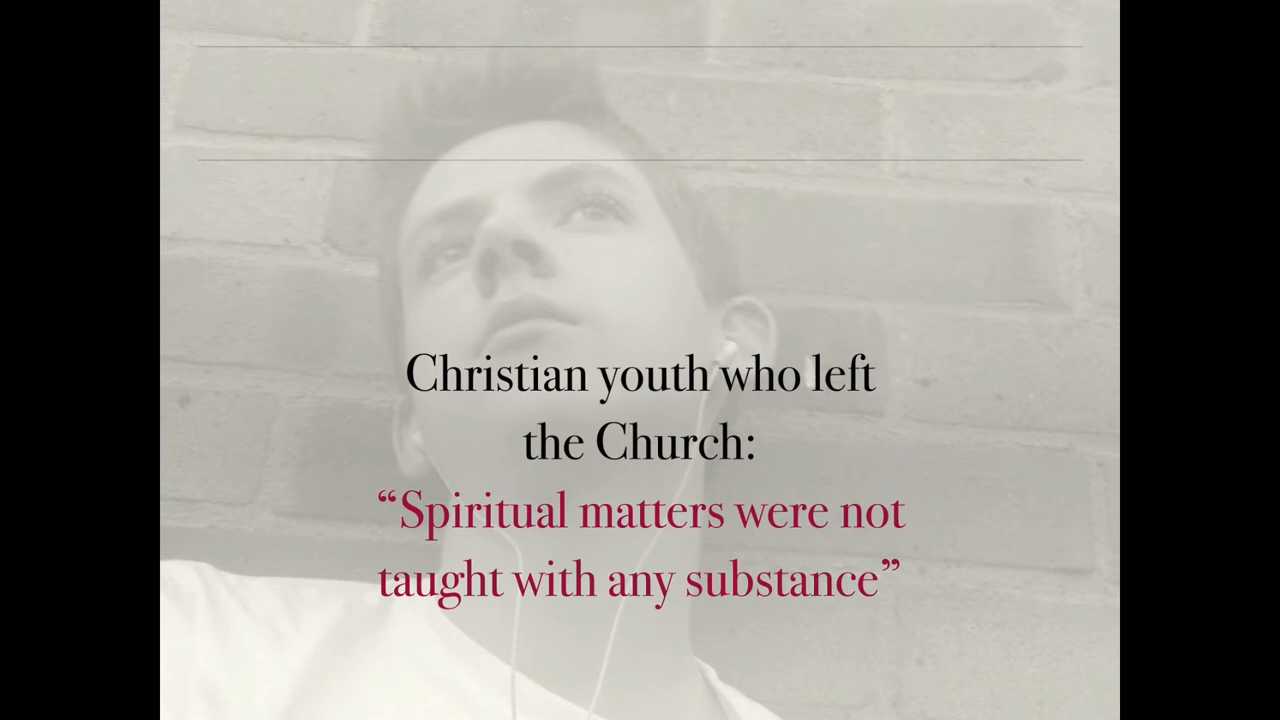 Christian youth who left
the Church:
“Spiritual matters were not
taught with any substance”